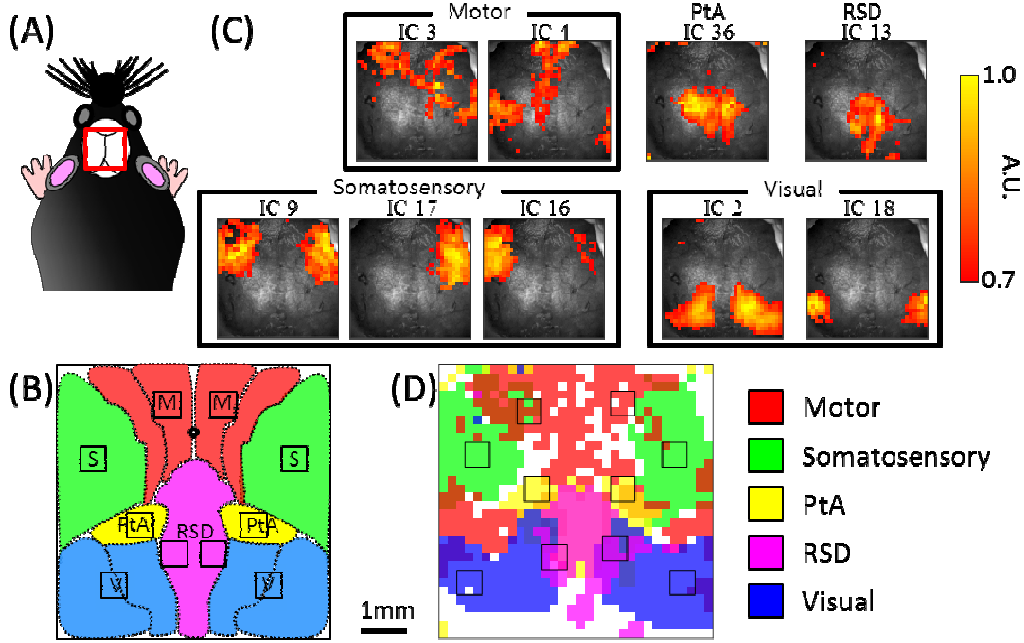 (A)
(C)
Motor
IC 3
IC 1
PtA
IC 36
RSD
IC 13
1.0
A.U.
0.7
Somatosensory
IC 9
IC 17
IC 16
Visual
IC 2
IC 18
(B)
M
M
S
S
PtA
RSD
PtA
V
V
1mm
(D)
Motor
Somatosensory
PtA
RSD
Visual